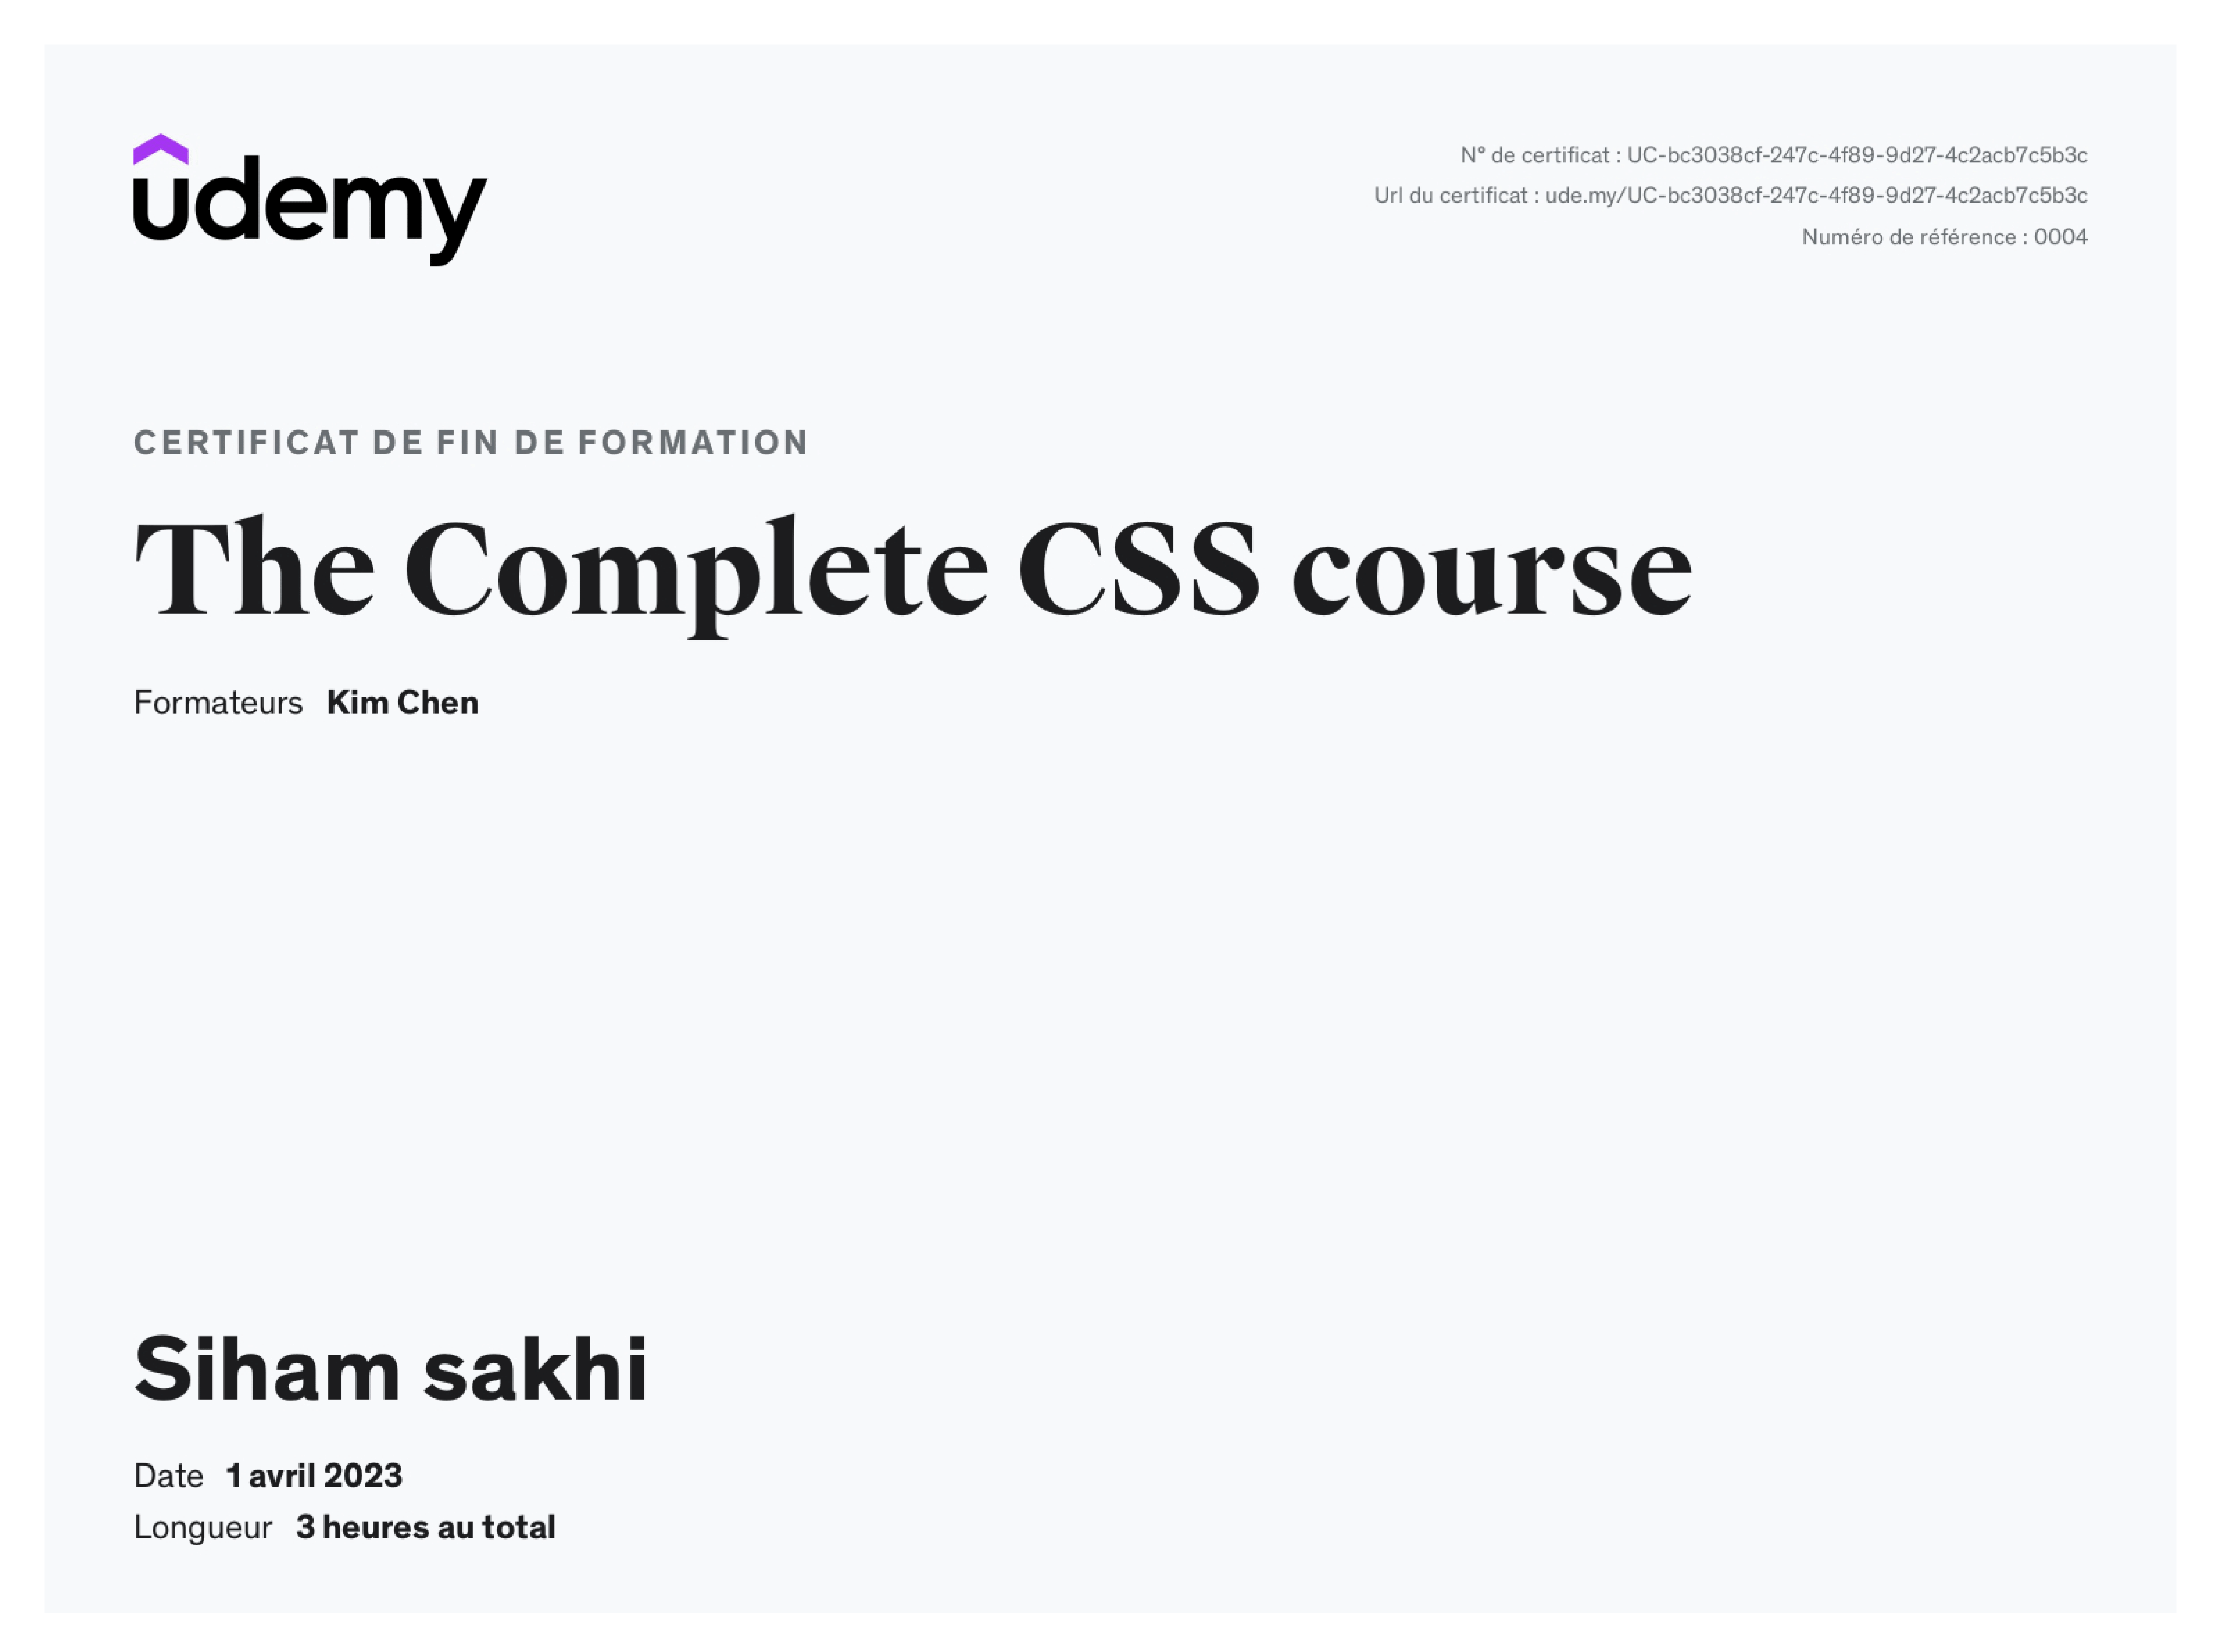 udemy
N° de certificat : UC-bc3038cf-247c-4f89-9d27-4c2acb7c5b3c
Url du certificat : ude.my/UC-bc3038cf-247c-4f89-9d27-4c2acb7c5b3c
Numéro de référence : 0004
CERTIFICAT DE FIN DE FORMATION
The Complete CSS course
Formateurs Kim Chen
Siham sakhi
Date 1 avril 2023
Longueur 3 heures au total